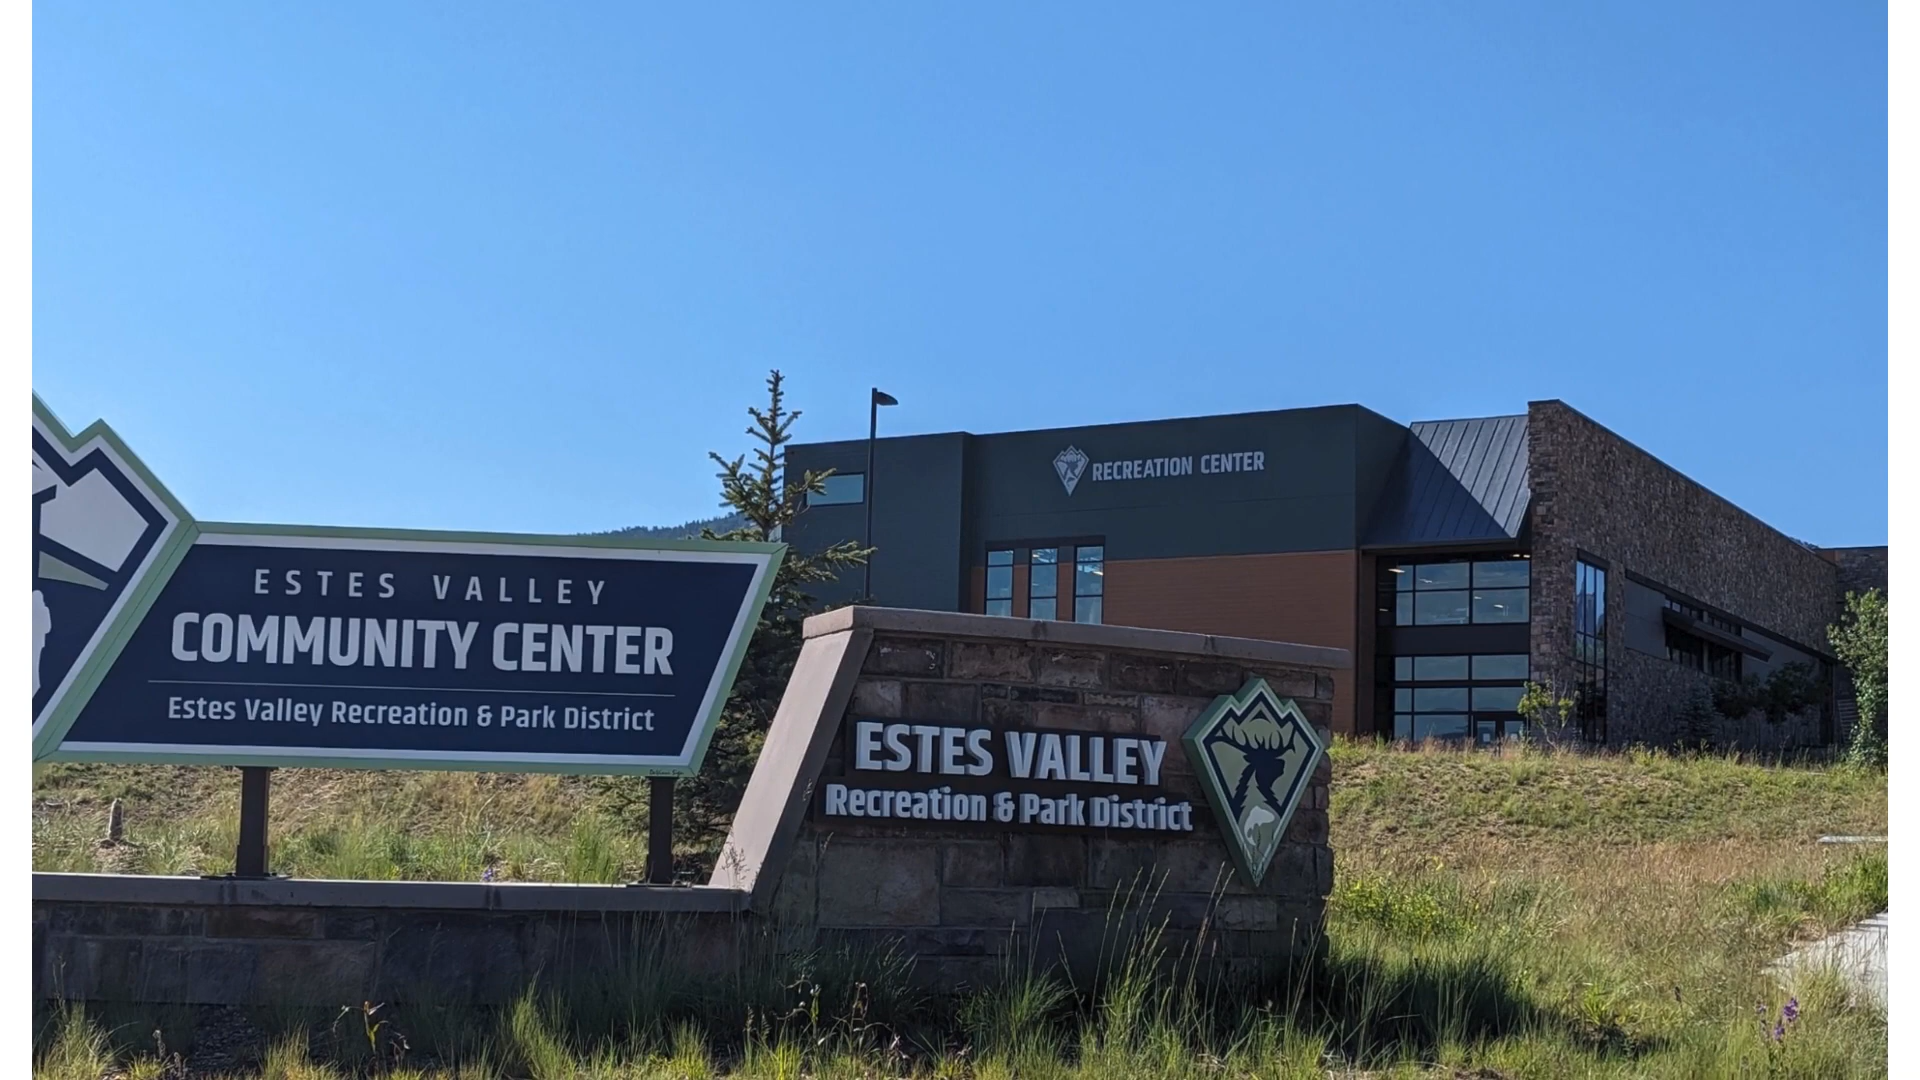 ESTES VALLEY
COMMUNITY CENTER
Estes Valley Recreation & Park District
RECREATION CENTER
ESTES VALLEY
Recreation & Park District